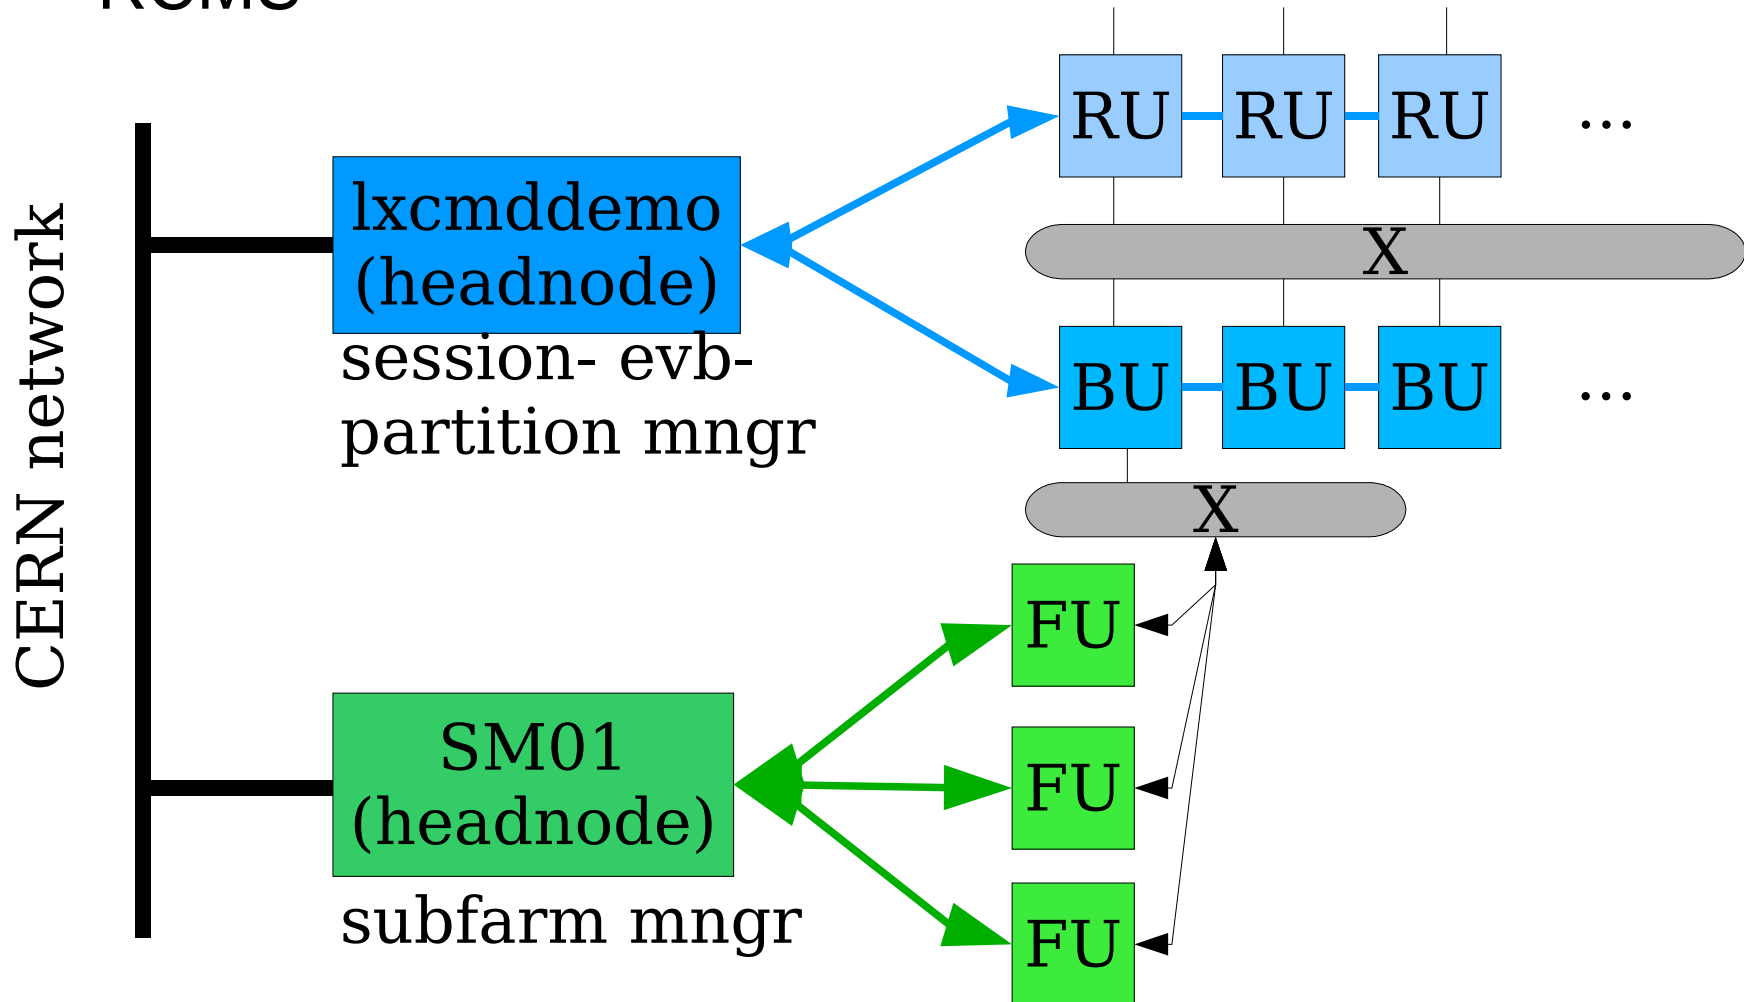 RCMS
RU RU RU ...
lxcmddemo
(headnode)
X
session- evb-
partition mngr
BU BU BU ...
CERN network
X
FU
SM01
(headnode)
FU
subfarm mngr
FU